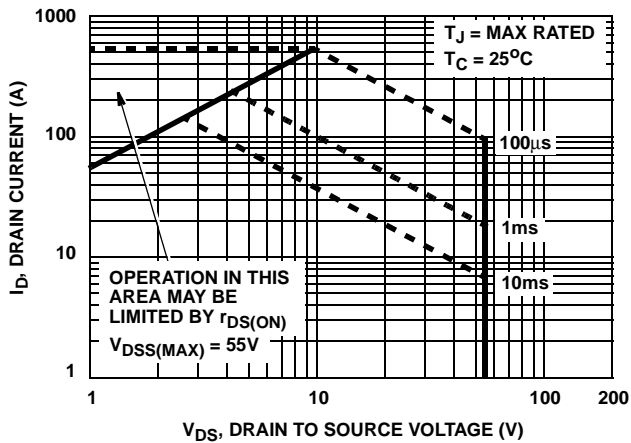 1000
100
10
1
I_D, DRAIN CURRENT (A)
T_J = MAX RATED
T_C = 25°C
100μs
1ms
10ms
OPERATION IN THIS
AREA MAY BE
LIMITED BY r_DS(ON)
V_DSS(MAX) = 55V
1
10
100
200
V_DS, DRAIN TO SOURCE VOLTAGE (V)